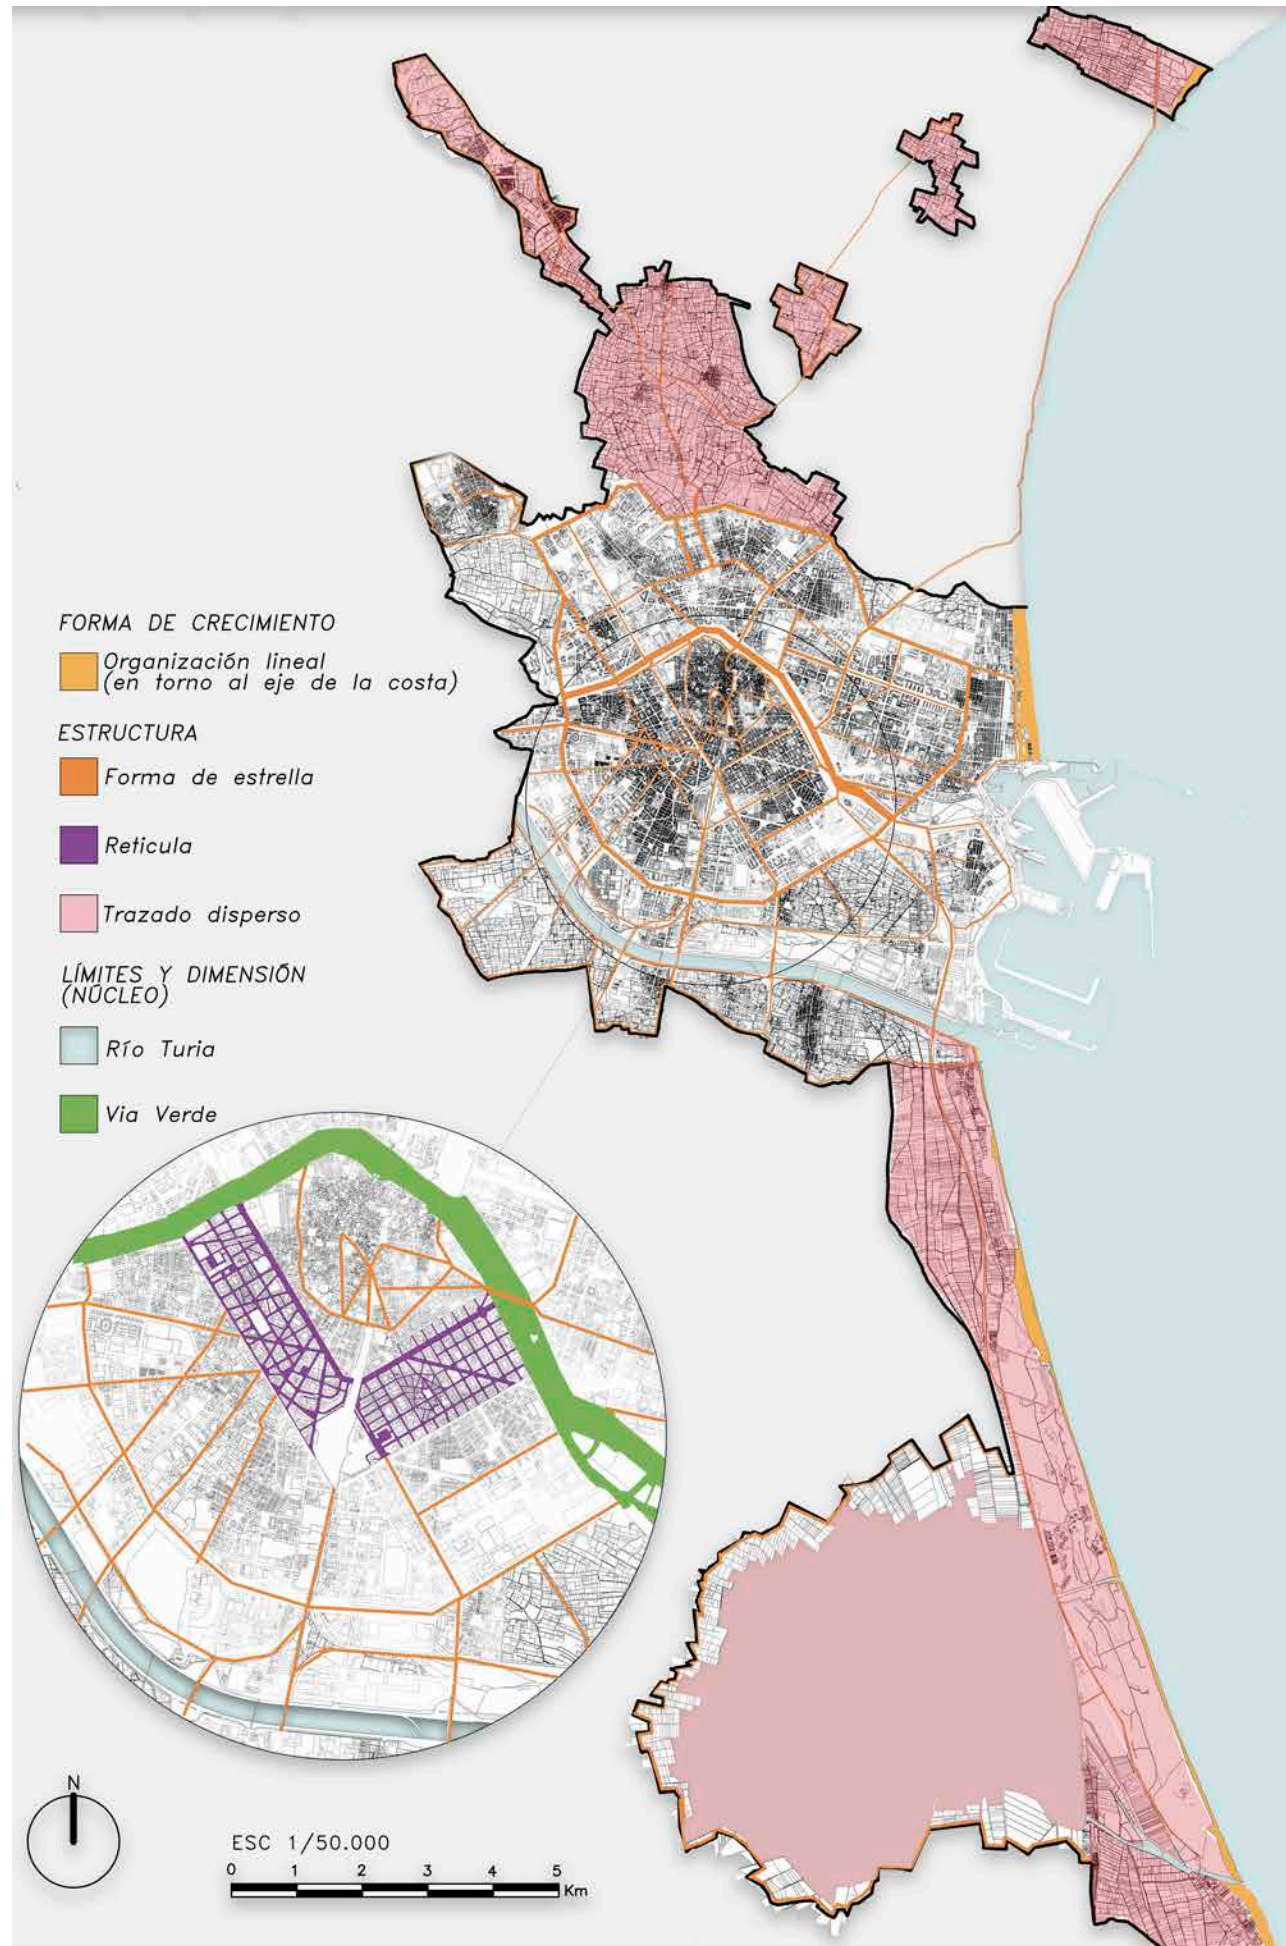 FORMA DE CRECIMIENTO
Organización lineal
(en torno al eje de la costa)
ESTRUCTURA
Forma de estrella
Reticula
Trazado disperso
LÍMITES Y DIMENSIÓN
(NÚCLEO)
Río Turia
Via Verde
N
ESC 1/50.000
0 1 2 3 4 5
Km